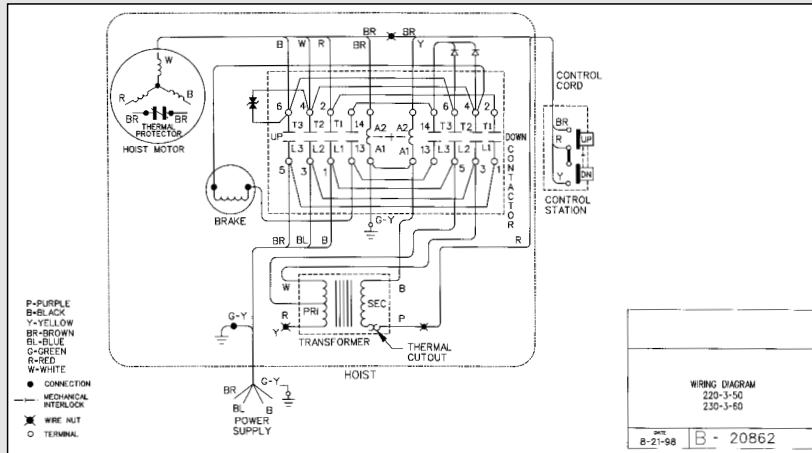 BR BR
B W R BR Y
W
R B
BR BR
THERMAL
PROTECTOR
HOIST MOTOR
6 4 2 6 4 2
T3 T2 T1 14 A2 A2 14 T3 T2 T1
UP DOWN
L3 L2 L1 13 A1 A1 13 L3 L2 L1
5 3 1 5 3 1
CONTACTOR
CONTROL
CORD
BR
R
Y
UP
DN
CONTROL
STATION
BRAKE
G-Y
BR BL B
R
W B
PRI SEC
R P
Y
TRANSFORMER
THERMAL
CUTOUT
HOIST
G-Y
BR G-Y
BL B
POWER
SUPPLY
P-PURPLE
B-BLACK
Y-YELLOW
BR-BROWN
BL-BLUE
G-GREEN
R-RED
W-WHITE
CONNECTION
MECHANICAL
INTERLOCK
WIRE NUT
TERMINAL
WIRING DIAGRAM
220-3-50
230-3-60
DATE
8-21-98
B - 20862